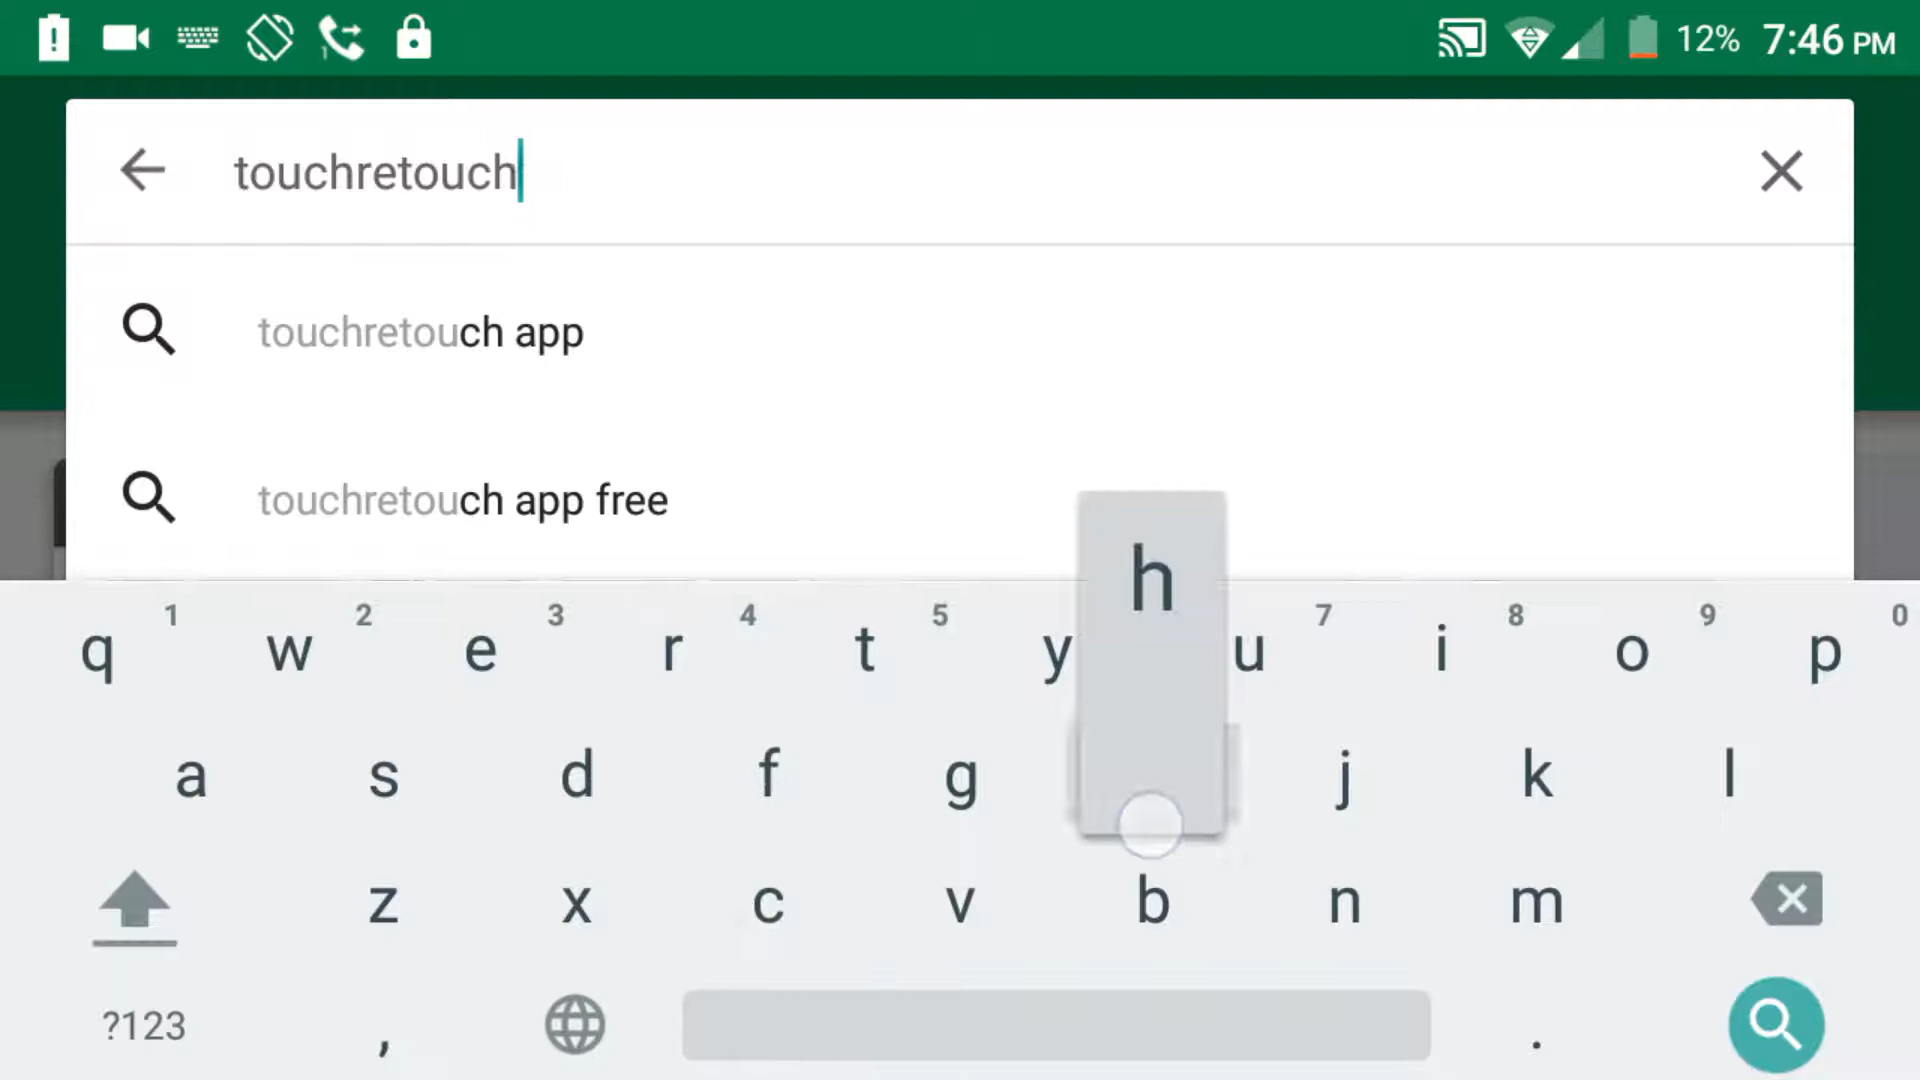 12% 7:46 PM
touchretouch
touchretouch app
touchretouch app free
h
1 2 3 4 5 7 8 9 0
q w e r t y u i o p
a s d f g j k l
z x c v b n m
?123 , .